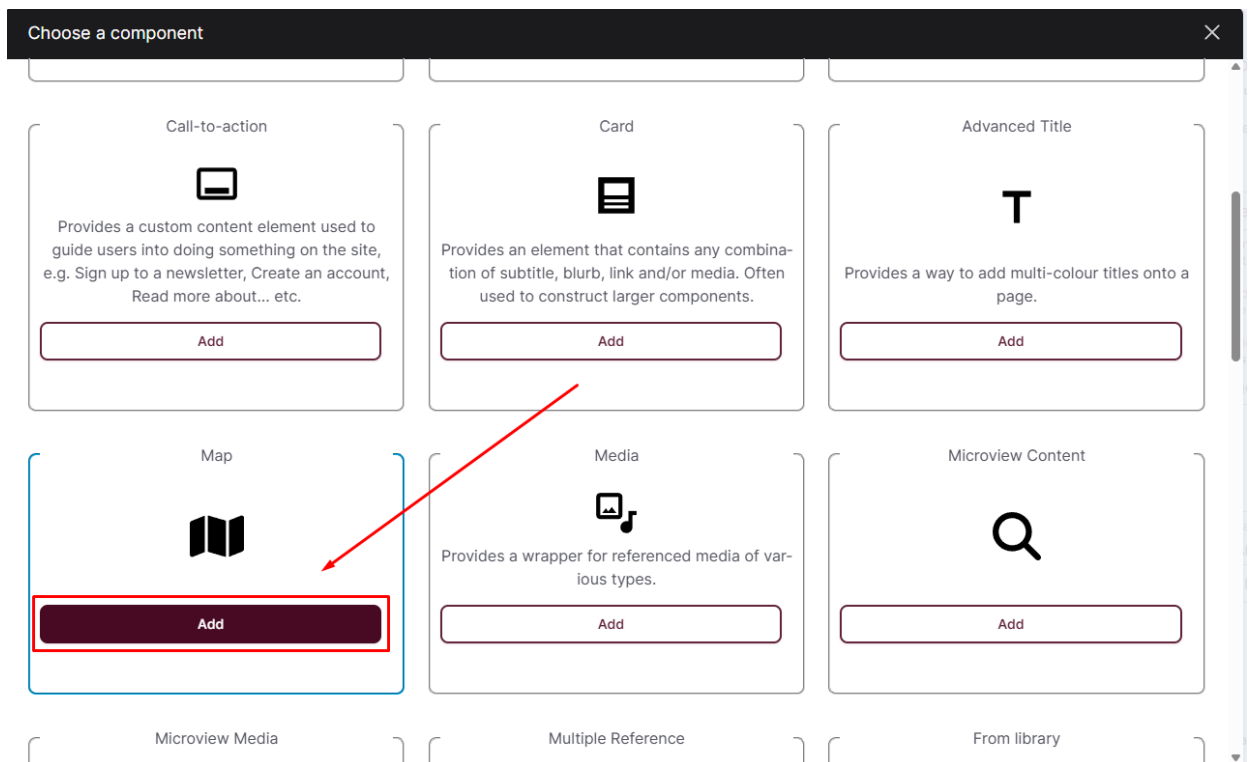 Choose a component
Call-to-action
Provides a custom content element used to
guide users into doing something on the site,
e.g. Sign up to a newsletter, Create an account,
Read more about... etc.
Add
Card
Provides an element that contains any combina-
tion of subtitle, blurb, link and/or media. Often
used to construct larger components.
Add
Advanced Title
Provides a way to add multi-colour titles onto a
page.
Add
Map
Add
Media
Provides a wrapper for referenced media of var-
ious types.
Add
Microview Content
Add
Microview Media
Multiple Reference
From library